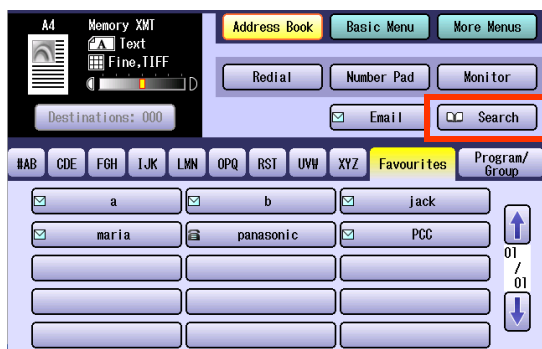 A4 Memory XMT
A Text
Fine,TIFF
D
Destinations: 000
Address Book Basic Menu More Menus
Redial Number Pad Monitor
Email Search
#AB CDE FGH IJK LMN OPQ RST UVW XYZ Favourites Program/
Group
a b jack
maria panasonic PCC
01
/
01